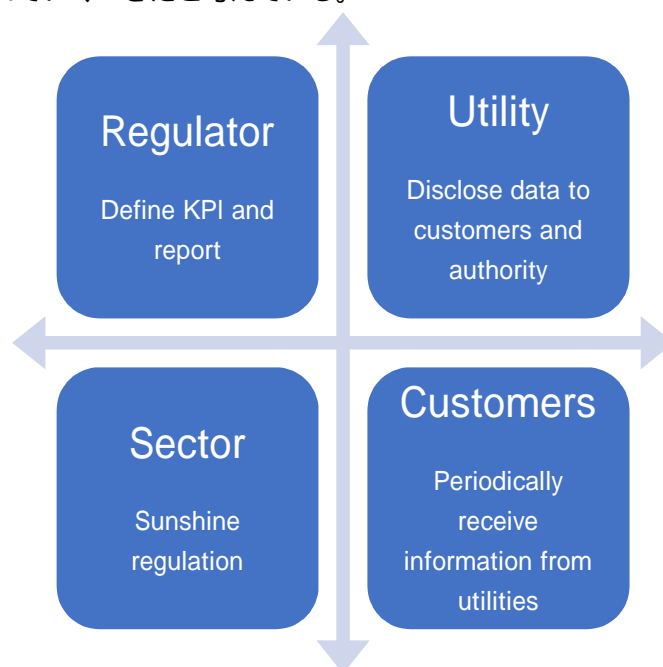 Regulator
Define KPI and
report
Utility
Disclose data to
customers and
authority
Sector
Sunshine
regulation
Customers
Periodically
receive
information from
utilities